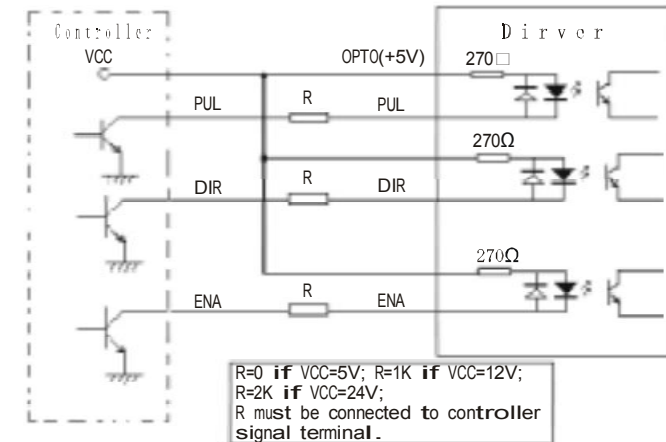 Controller
Dirver
VCC
OPTO(+5V)
270□
PUL
R
PUL
270Ω
DIR
R
DIR
270Ω
ENA
R
ENA
R=0 if VCC=5V; R=1K if VCC=12V;
R=2K if VCC=24V;
R must be connected to controller
signal terminal.